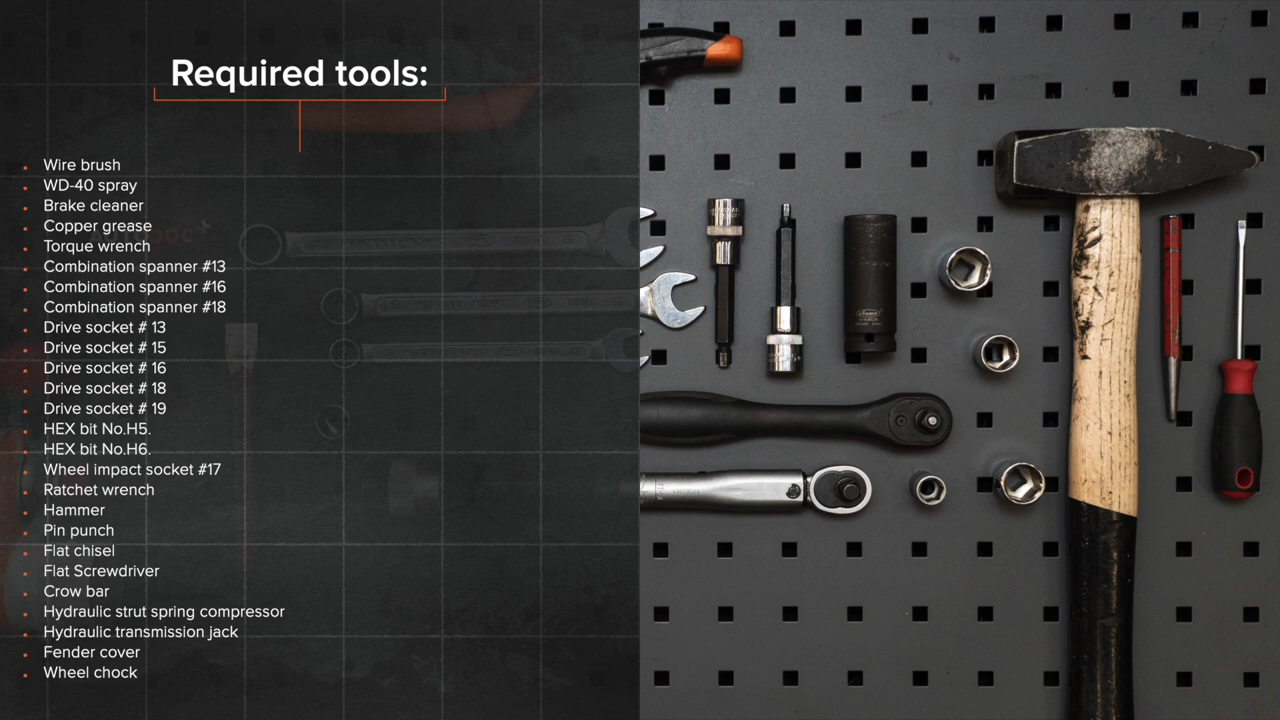 Required tools:
Wire brush
WD-40 spray
Brake cleaner
Copper grease
Torque wrench
Combination spanner #13
Combination spanner #16
Combination spanner #18
Drive socket # 13
Drive socket # 15
Drive socket # 16
Drive socket # 18
Drive socket # 19
HEX bit No.H5.
HEX bit No.H6.
Wheel impact socket #17
Ratchet wrench
Hammer
Pin punch
Flat chisel
Flat Screwdriver
Crow bar
Hydraulic strut spring compressor
Hydraulic transmission jack
Fender cover
Wheel chock